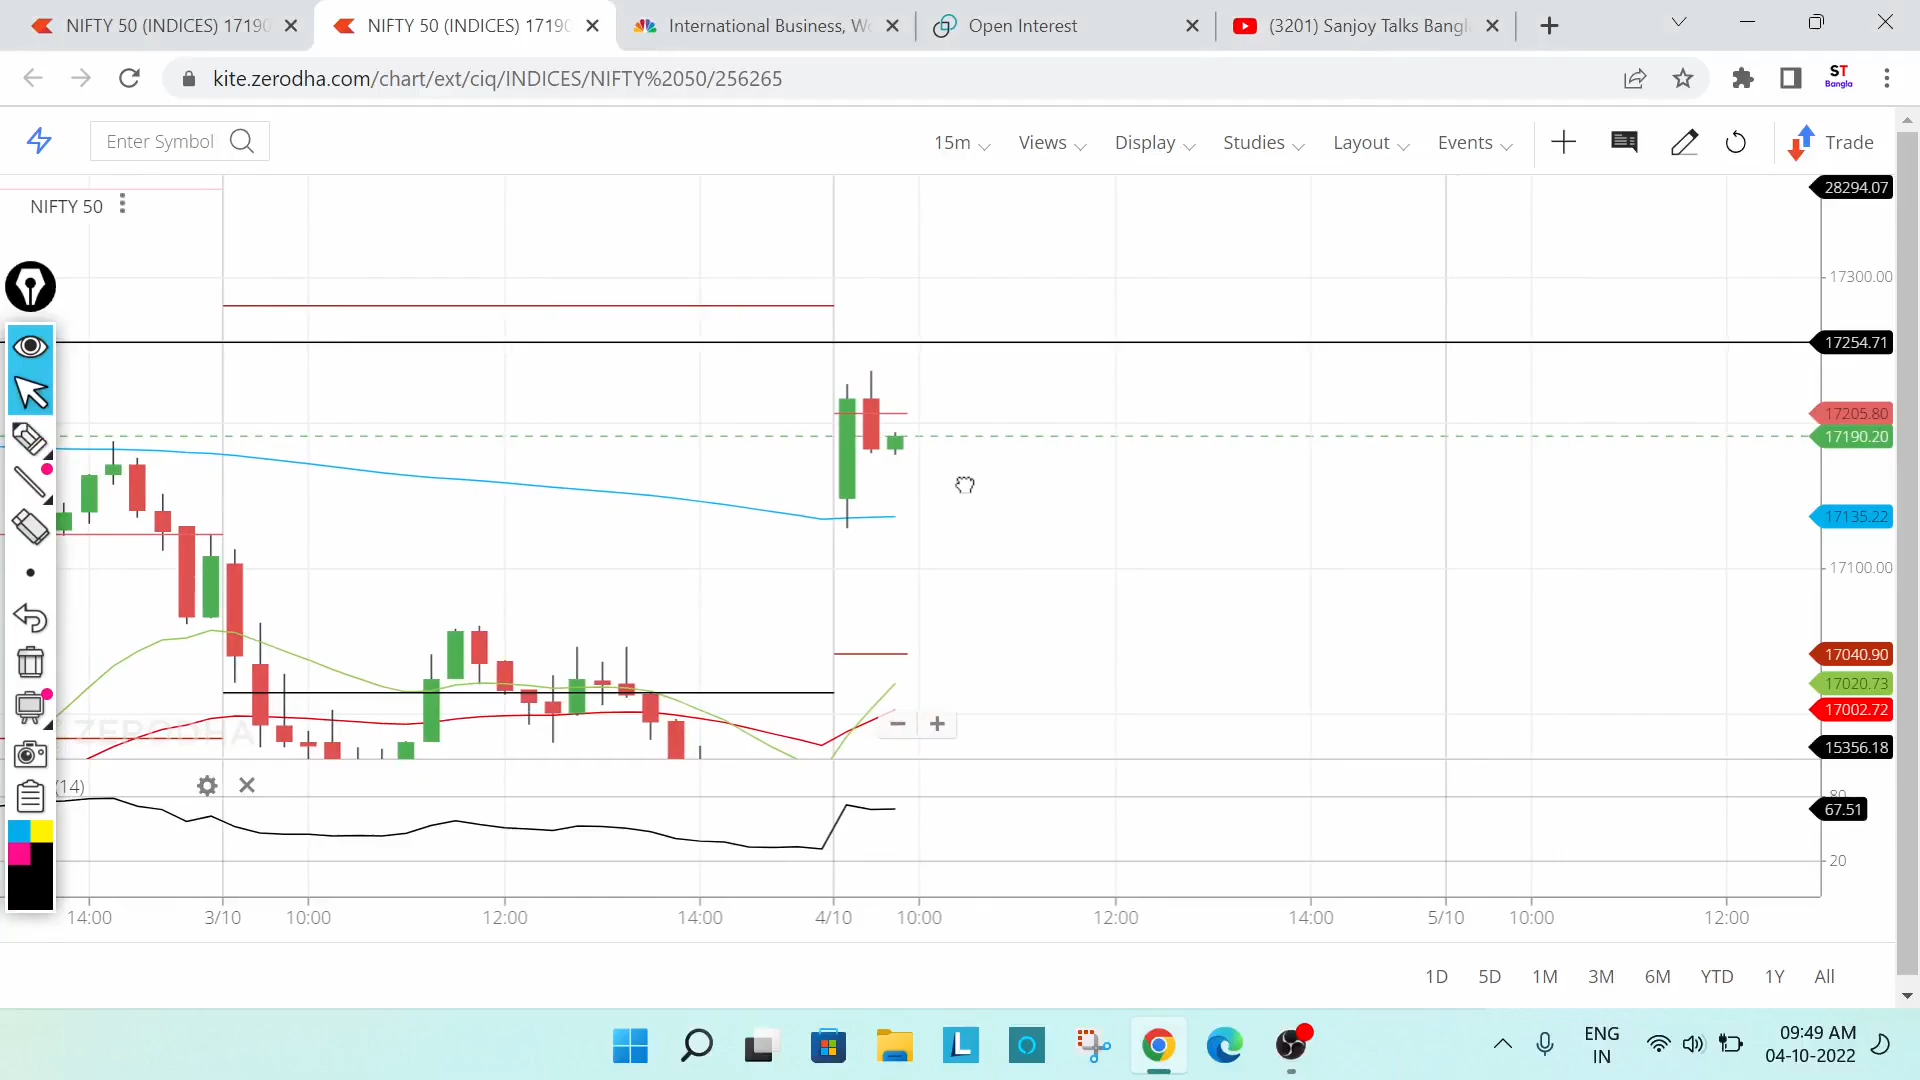 NIFTY 50 (INDICES) 17190
NIFTY 50 (INDICES) 1719
International Business, W
Open Interest
(3201) Sanjoy Talks Bangl
kite.zerodha.com/chart/ext/ciq/INDICES/NIFTY%2050/256265
ST
Bangla
Enter Symbol
15m
Views
Display
Studies
Layout
Events
Trade
NIFTY 50
28294.07
17300.00
17254.71
17205.80
17190.20
17135.22
17100.00
17040.90
17020.73
17002.72
15356.18
ZERODHA
(14)
80
67.51
20
14:00 3/10 10:00 12:00 14:00 4/10 10:00 12:00 14:00 5/10 10:00 12:00
1D 5D 1M 3M 6M YTD 1Y All
ENG
IN
09:49 AM
04-10-2022